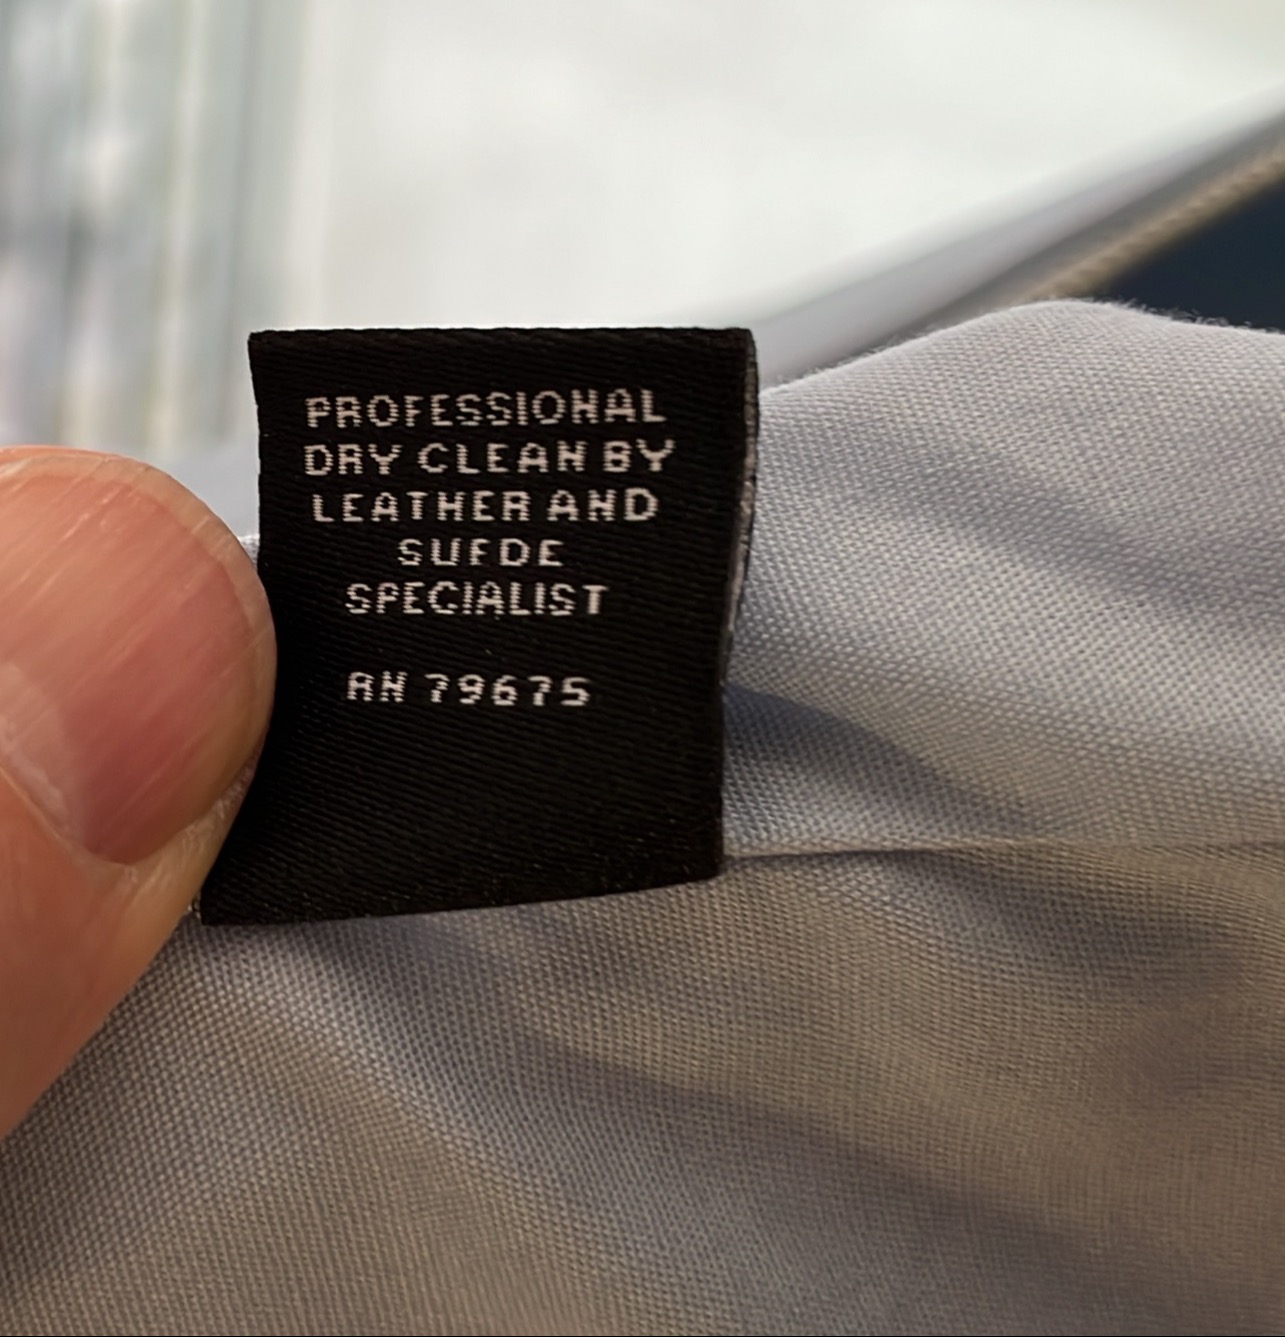 PROFESSIONAL
DRY CLEAN BY
LEATHER AND
SUFDE
SPECIALIST
RN 79675